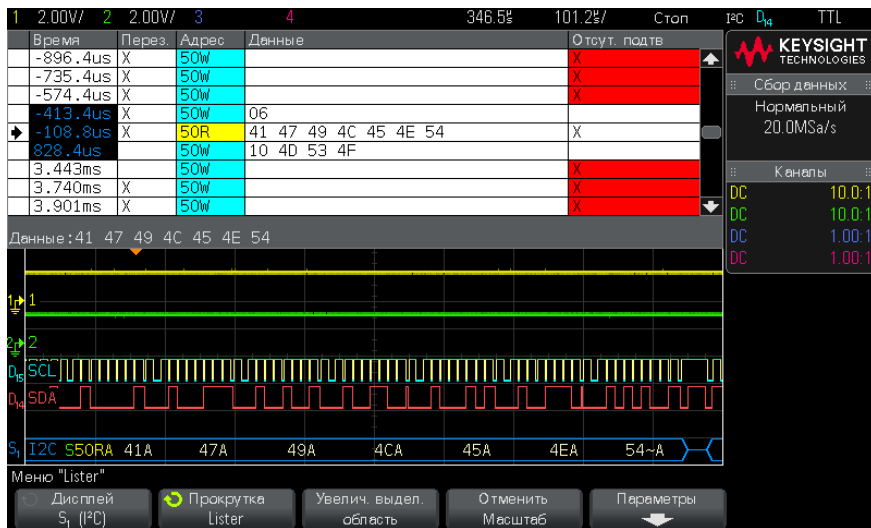 1 2.00V/ 2 2.00V/ 3 4 346.5% 101.2%/ Стоп I²C D14 TTL
Время Перез. Адрес Данные Отсут. подтв
-896.4us X 50W X
-735.4us X 50W X
-574.4us X 50W X
-413.4us X 50W 06
-108.8us X 50R 41 47 49 4C 45 4E 54 X
828.4us 50W 10 4D 53 4F
3.443ms 50W X
3.740ms X 50W X
3.901ms X 50W X
Данные:41 47 49 4C 45 4E 54
KEYSIGHT
TECHNOLOGIES
Сбор данных
Нормальный
20.0MSa/s
Каналы
DC 10.0:1
DC 10.0:1
DC 1.00:1
DC 1.00:1
1 1
2 2
D15 SCL
D14 SDA
S1 I2C S50RA 41A 47A 49A 4CA 45A 4EA 54~A
Меню "Lister"
Дисплей
S1 (I²C)
Прокрутка
Lister
Увелич. выдел.
область
Отменить
Масштаб
Параметры